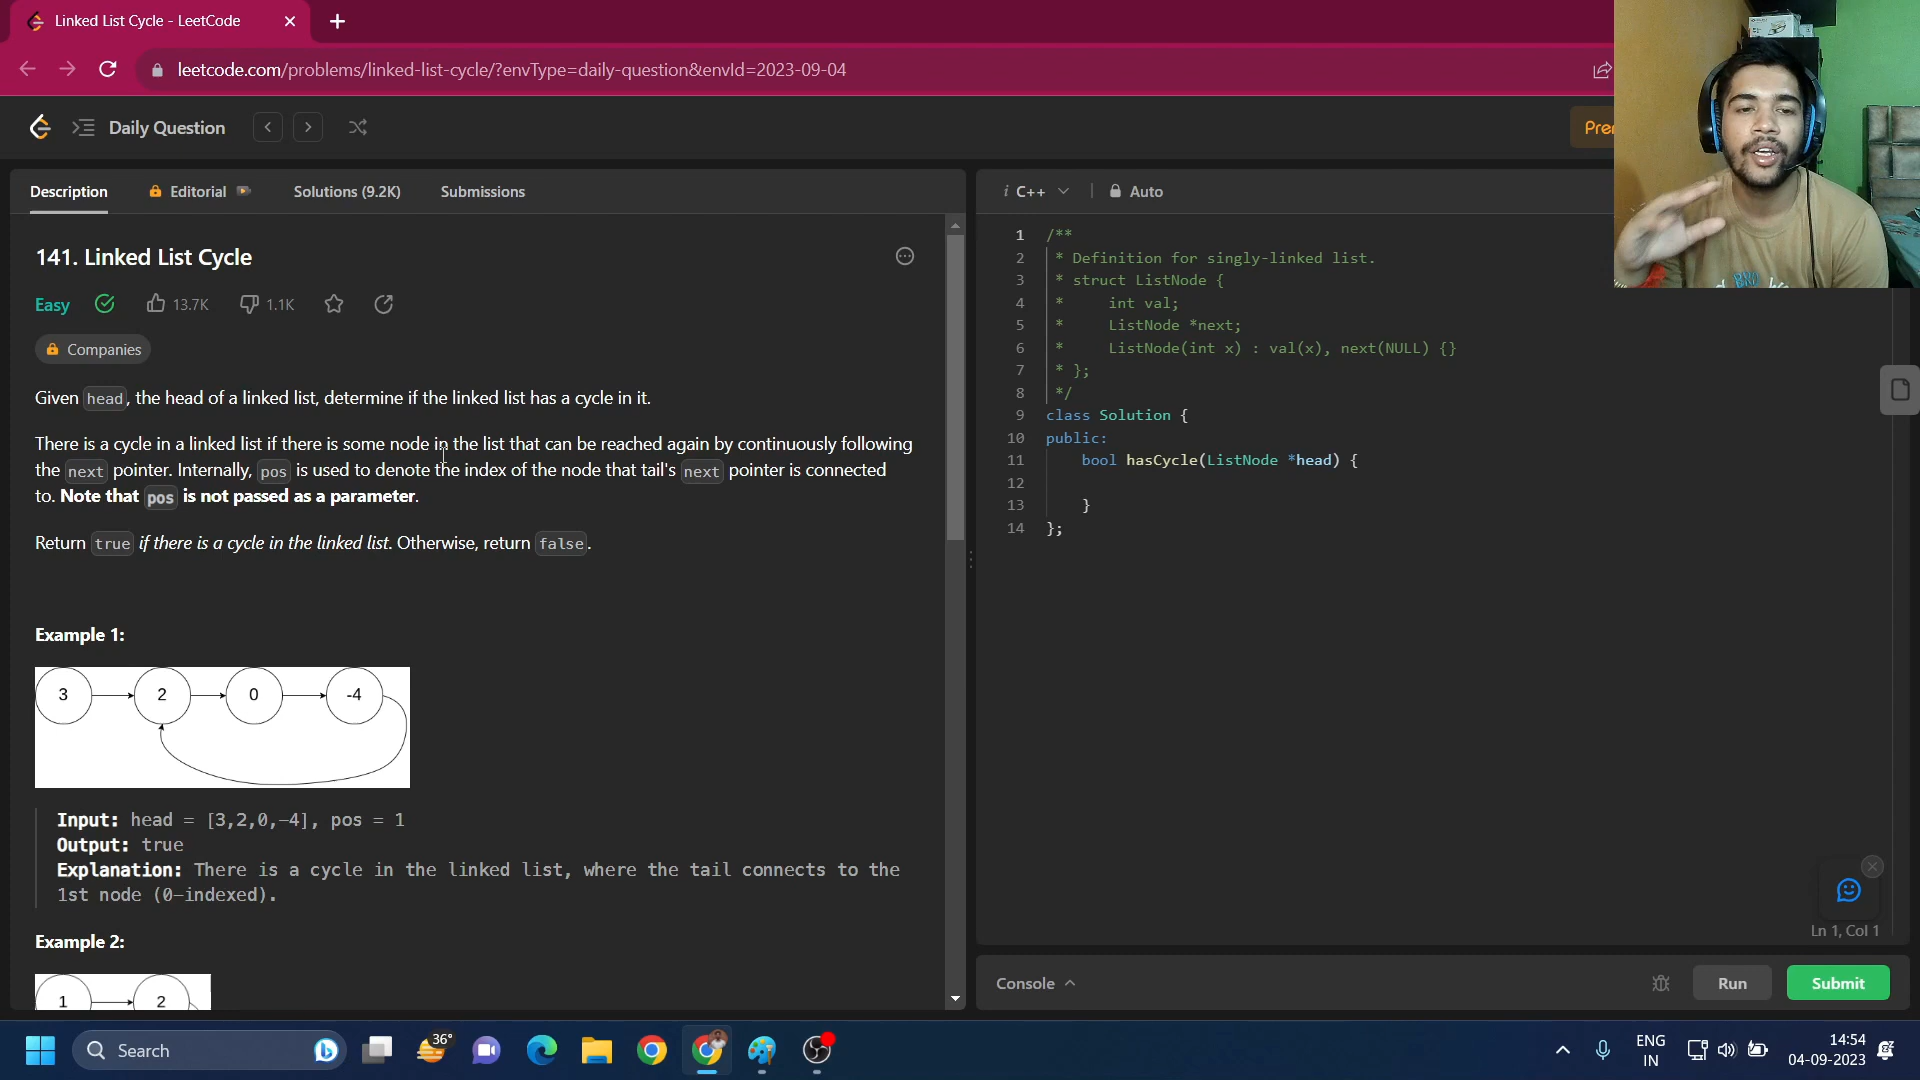 Linked List Cycle - LeetCode
leetcode.com/problems/linked-list-cycle/?envType=daily-question&envId=2023-09-04
Daily Question
Description
Editorial
Solutions (9.2K)
Submissions
141. Linked List Cycle
Easy
13.7K
1.1K
Companies
Given head, the head of a linked list, determine if the linked list has a cycle in it.
There is a cycle in a linked list if there is some node in the list that can be reached again by continuously following
the next pointer. Internally, pos is used to denote the index of the node that tail's next pointer is connected
to. Note that pos is not passed as a parameter.
Return true if there is a cycle in the linked list. Otherwise, return false.
Example 1:
3 2 0 -4
Input: head = [3,2,0,-4], pos = 1
Output: true
Explanation: There is a cycle in the linked list, where the tail connects to the
1st node (0-indexed).
Example 2:
1 2
i C++
Auto
1 /**
2 * Definition for singly-linked list.
3 * struct ListNode {
4 *     int val;
5 *     ListNode *next;
6 *     ListNode(int x) : val(x), next(NULL) {}
7 * };
8 */
9 class Solution {
10 public:
11     bool hasCycle(ListNode *head) {
12
13     }
14 };
Ln 1, Col 1
Console
Run
Submit
Search
36°
ENG
IN
14:54
04-09-2023